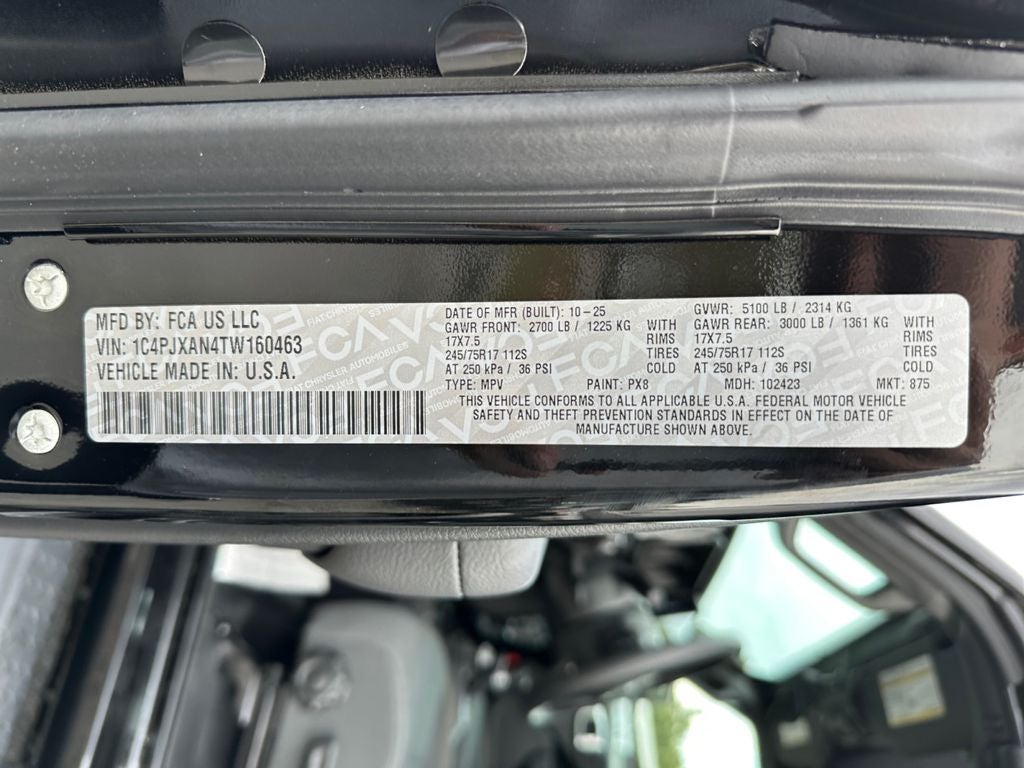 MFD BY: FCA US LLC
VIN: 1C4PJXAN4TW160463
VEHICLE MADE IN: U.S.A.
DATE OF MFR (BUILT): 10-25
GAWR FRONT: 2700 LB / 1225 KG WITH
17X7.5 RIMS
245/75R17 112S TIRES
AT 250 kPa / 36 PSI COLD
GVWR: 5100 LB / 2314 KG
GAWR REAR: 3000 LB / 1361 KG WITH
17X7.5 RIMS
245/75R17 112S TIRES
AT 250 kPa / 36 PSI COLD
TYPE: MPV PAINT: PX8 MDH: 102423 MKT: 875
THIS VEHICLE CONFORMS TO ALL APPLICABLE U.S.A. FEDERAL MOTOR VEHICLE
SAFETY AND THEFT PREVENTION STANDARDS IN EFFECT ON THE DATE OF
MANUFACTURE SHOWN ABOVE.